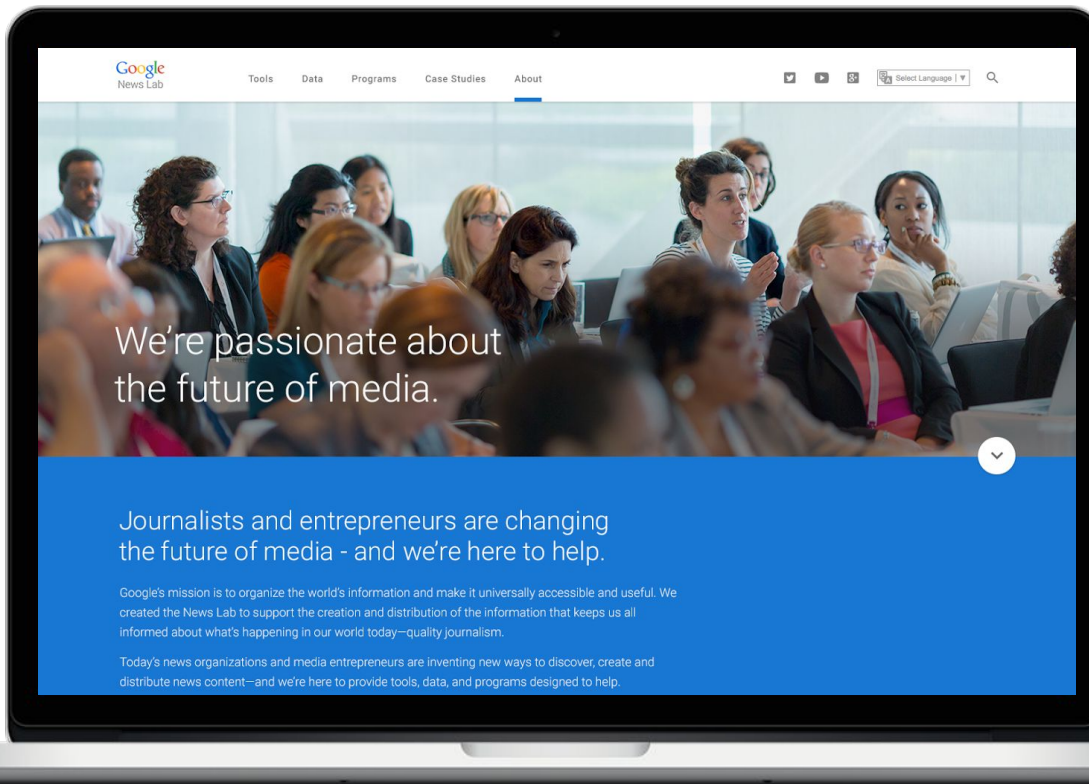 Google
News Lab
Tools
Data
Programs
Case Studies
About
Select Language | ▼
We're passionate about
the future of media.
Journalists and entrepreneurs are changing
the future of media - and we're here to help.
Google's mission is to organize the world's information and make it universally accessible and useful. We
created the News Lab to support the creation and distribution of the information that keeps us all
informed about what's happening in our world today—quality journalism.
Today's news organizations and media entrepreneurs are inventing new ways to discover, create and
distribute news content—and we're here to provide tools, data, and programs designed to help.